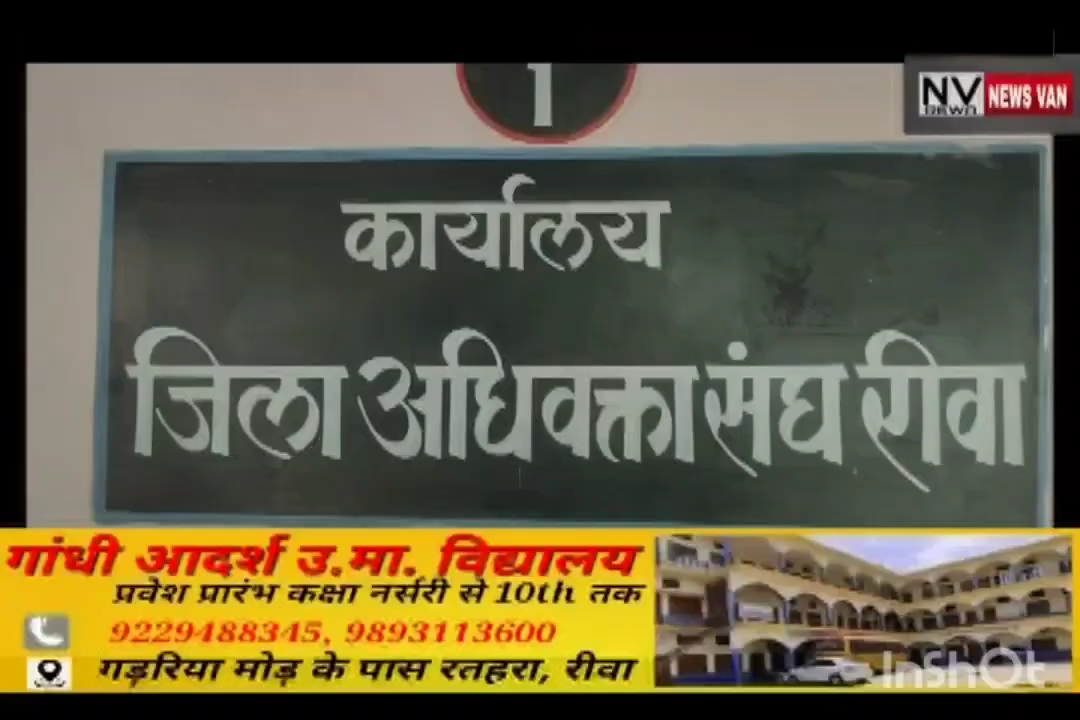 1
NV
NEWS VAN
NEWS
कार्यालय
जिला अधिवक्ता संघ रीवा
गांधी आदर्श उ.मा. विद्यालय
प्रवेश प्रारंभ कक्षा नर्सरी से 10th तक
9229488345, 9893113600
गड़रिया मोड़ के पास रतहरा, रीवा
InShOt